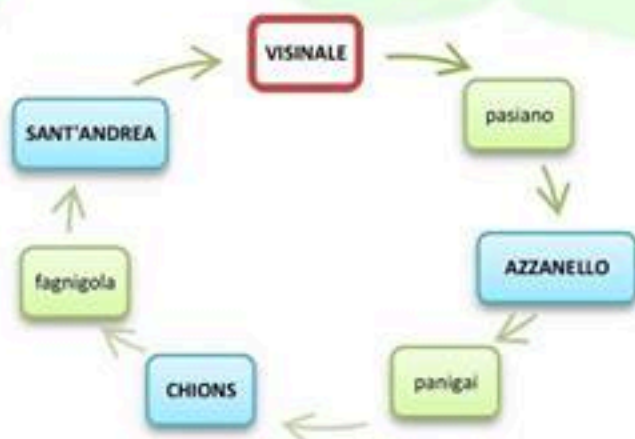 VISINALE
pasiano
AZZANELLO
panigai
CHIONS
fagnigola
SANT'ANDREA